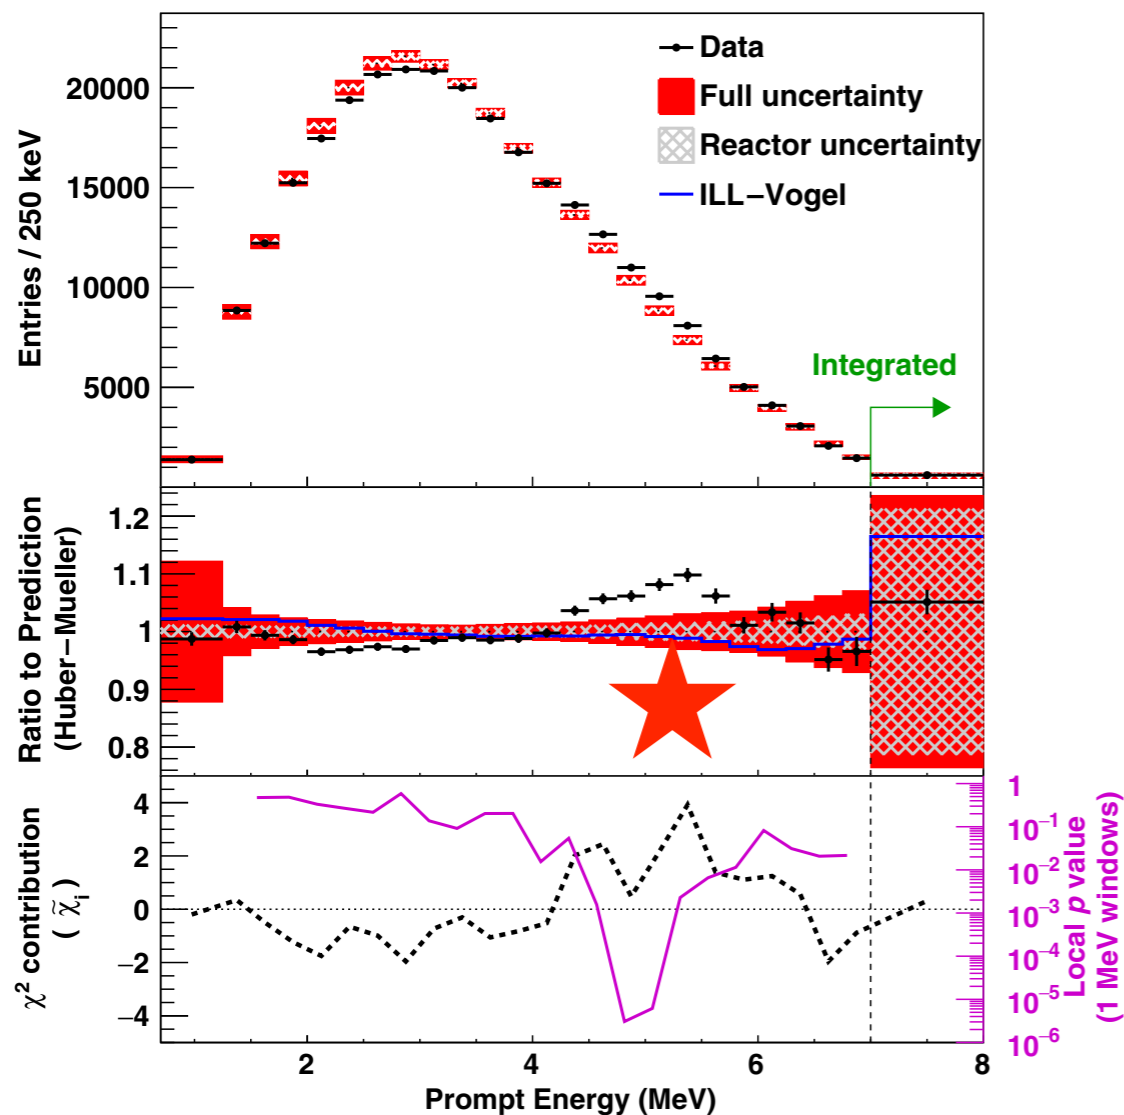 Data
Full uncertainty
Reactor uncertainty
ILL−Vogel
Entries / 250 keV
20000
15000
10000
5000
Integrated
Ratio to Prediction
(Huber−Mueller)
1.2
1.1
1
0.9
0.8
χ² contribution
( χ̃ᵢ )
4
2
0
−2
−4
1
10⁻¹
10⁻²
10⁻³
10⁻⁴
10⁻⁵
10⁻⁶
Local p value
(1 MeV windows)
2 4 6 8
Prompt Energy (MeV)